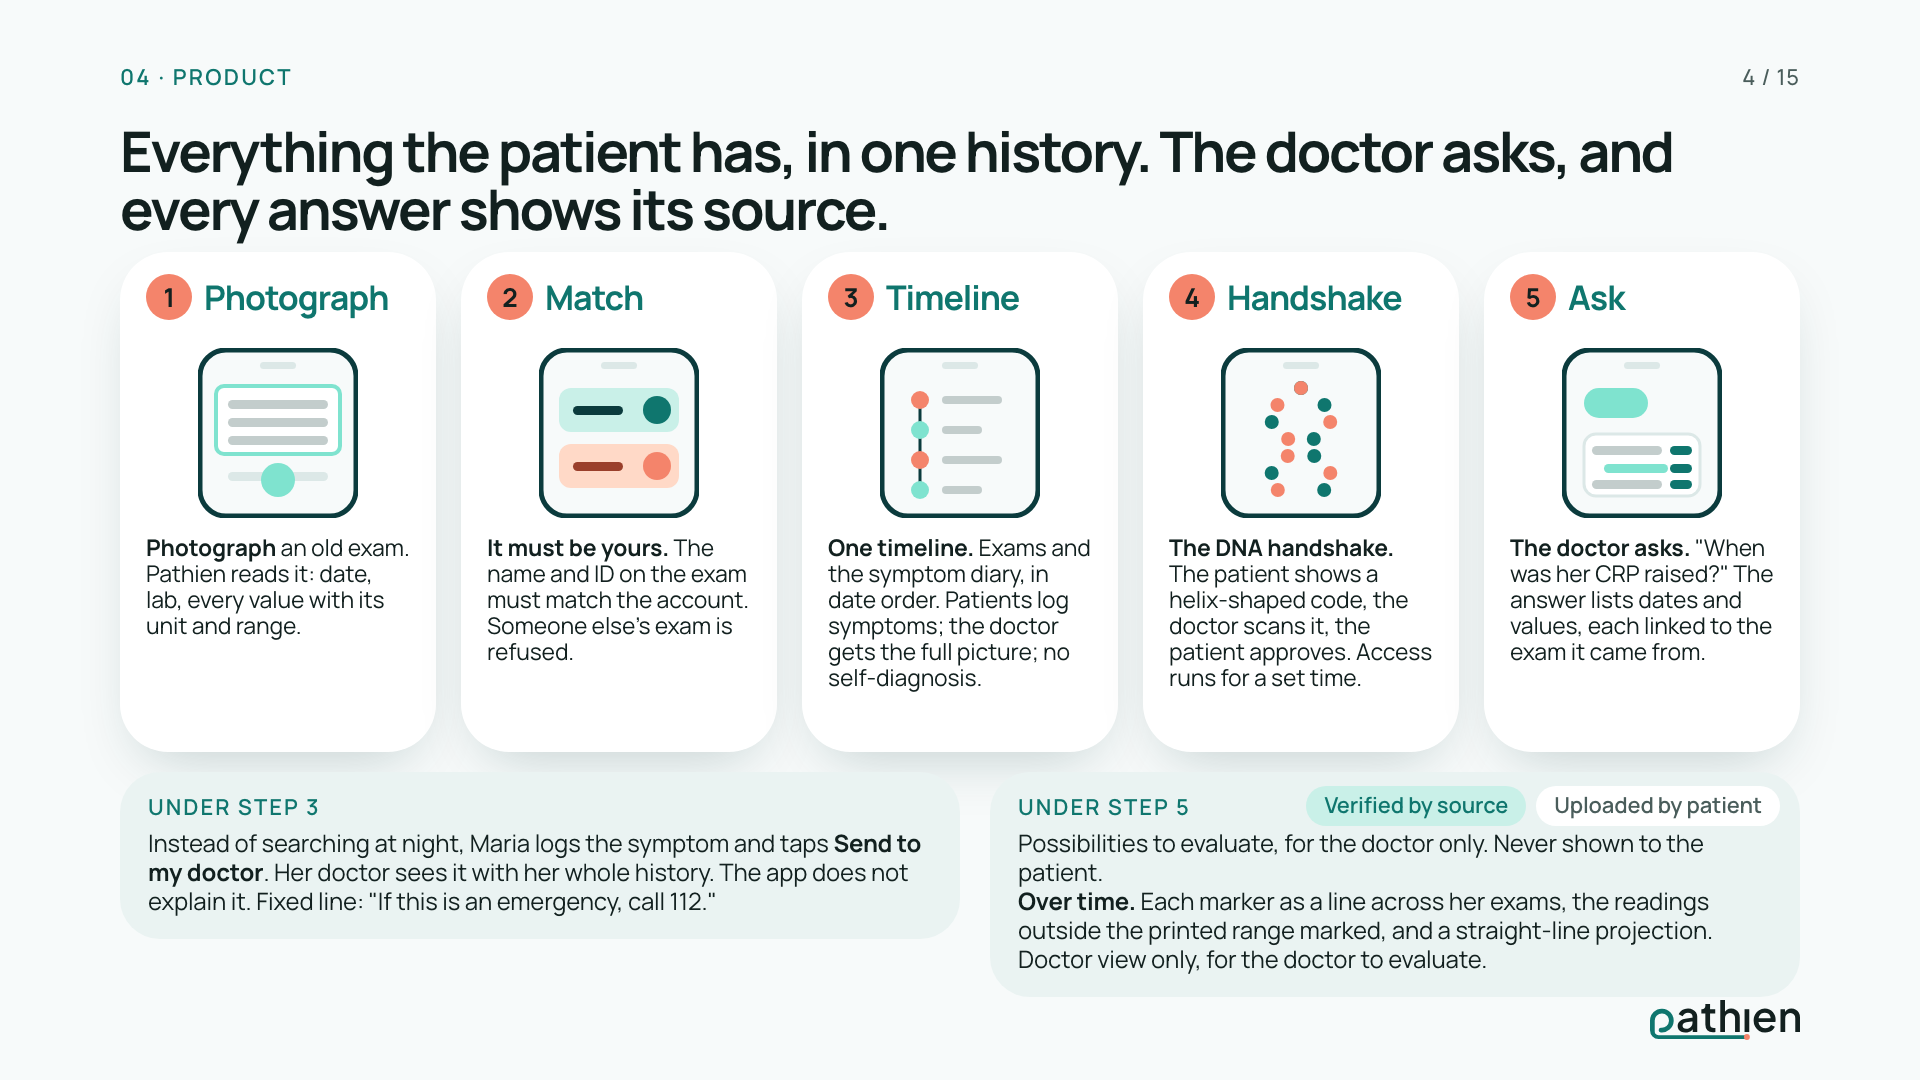 04 · PRODUCT
4 / 15
Everything the patient has, in one history. The doctor asks, and
every answer shows its source.
1 Photograph
Photograph an old exam.
Pathien reads it: date,
lab, every value with its
unit and range.
2 Match
It must be yours. The
name and ID on the exam
must match the account.
Someone else's exam is
refused.
3 Timeline
One timeline. Exams and
the symptom diary, in
date order. Patients log
symptoms; the doctor
gets the full picture; no
self-diagnosis.
4 Handshake
The DNA handshake.
The patient shows a
helix-shaped code, the
doctor scans it, the
patient approves. Access
runs for a set time.
5 Ask
The doctor asks. "When
was her CRP raised?" The
answer lists dates and
values, each linked to the
exam it came from.
UNDER STEP 3
Instead of searching at night, Maria logs the symptom and taps Send to
my doctor. Her doctor sees it with her whole history. The app does not
explain it. Fixed line: "If this is an emergency, call 112."
UNDER STEP 5
Verified by source
Uploaded by patient
Possibilities to evaluate, for the doctor only. Never shown to the
patient.
Over time. Each marker as a line across her exams, the readings
outside the printed range marked, and a straight-line projection.
Doctor view only, for the doctor to evaluate.
pathien